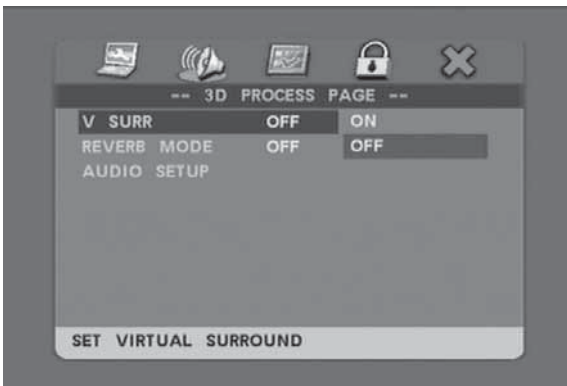 -- 3D PROCESS PAGE --
V SURR OFF ON
REVERB MODE OFF OFF
AUDIO SETUP
SET VIRTUAL SURROUND